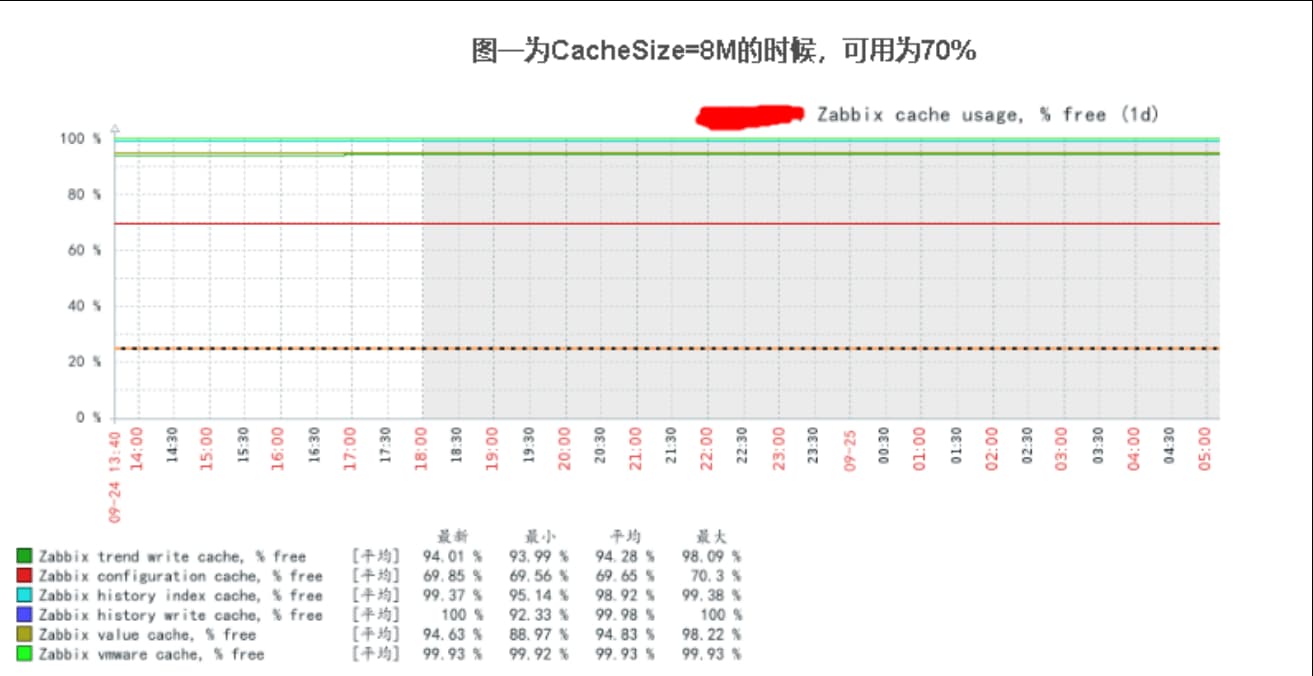 图一为CacheSize=8M的时候，可用为70%
Zabbix cache usage, % free (1d)
100 %
80 %
60 %
40 %
20 %
0 %
09-24 13:40 14:00 14:30 15:00 15:30 16:00 16:30 17:00 17:30 18:00 18:30 19:00 19:30 20:00 20:30 21:00 21:30 22:00 22:30 23:00 23:30 09-25 00:30 01:00 01:30 02:00 02:30 03:00 03:30 04:00 04:30 05:00
最新 最小 平均 最大
Zabbix trend write cache, % free [平均] 94.01 % 93.99 % 94.28 % 98.09 %
Zabbix configuration cache, % free [平均] 69.85 % 69.56 % 69.65 % 70.3 %
Zabbix history index cache, % free [平均] 99.37 % 95.14 % 98.92 % 99.38 %
Zabbix history write cache, % free [平均] 100 % 92.33 % 99.98 % 100 %
Zabbix value cache, % free [平均] 94.63 % 88.97 % 94.83 % 98.22 %
Zabbix vmware cache, % free [平均] 99.93 % 99.92 % 99.93 % 99.93 %